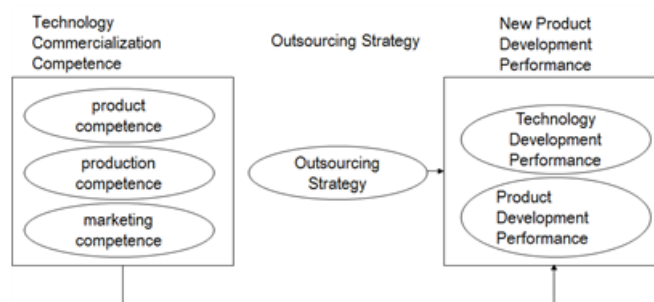 Technology
Commercialization
Competence
product
competence
production
competence
marketing
competence
Outsourcing Strategy
Outsourcing
Strategy
New Product
Development
Performance
Technology
Development
Performance
Product
Development
Performance